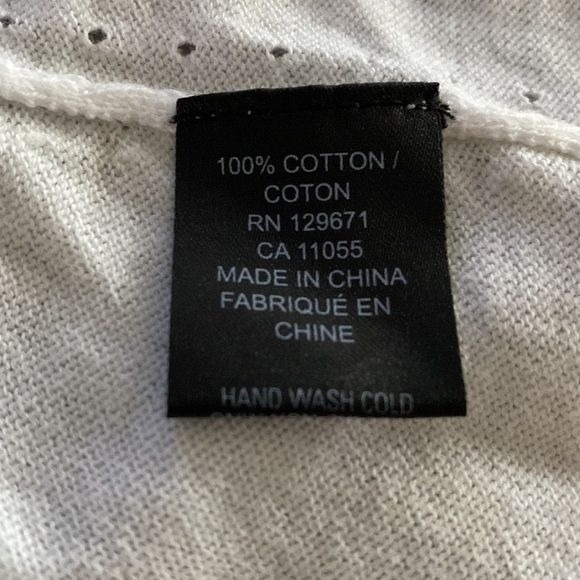 100% COTTON /
COTON
RN 129671
CA 11055
MADE IN CHINA
FABRIQUÉ EN
CHINE
HAND WASH COLD